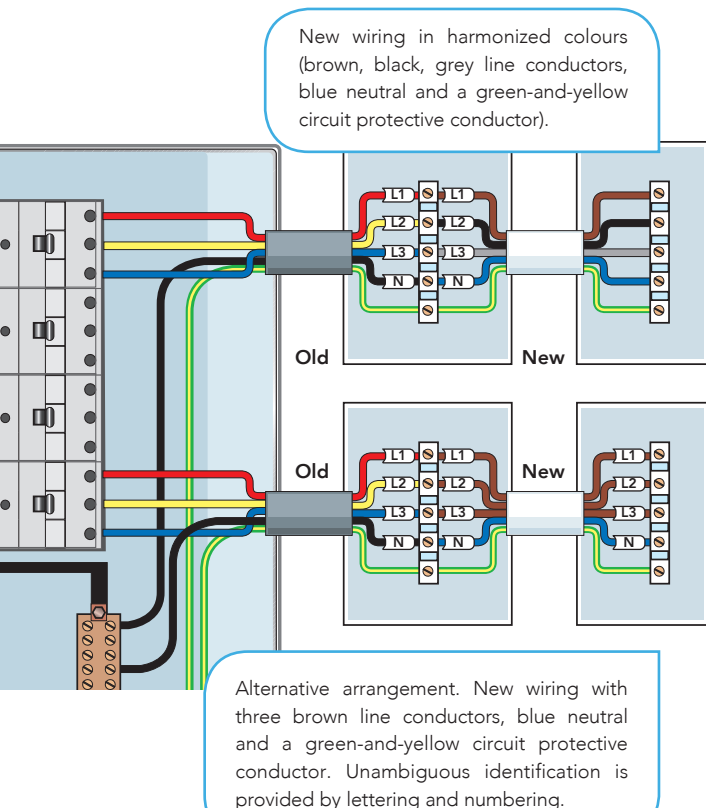 New wiring in harmonized colours
(brown, black, grey line conductors,
blue neutral and a green-and-yellow
circuit protective conductor).
L1 L1
L2 L2
L3 L3
N N
Old New
Old New
L1 L1 L1
L2 L2 L2
L3 L3 L3
N N N
Alternative arrangement. New wiring with
three brown line conductors, blue neutral
and a green-and-yellow circuit protective
conductor. Unambiguous identification is
provided by lettering and numbering.